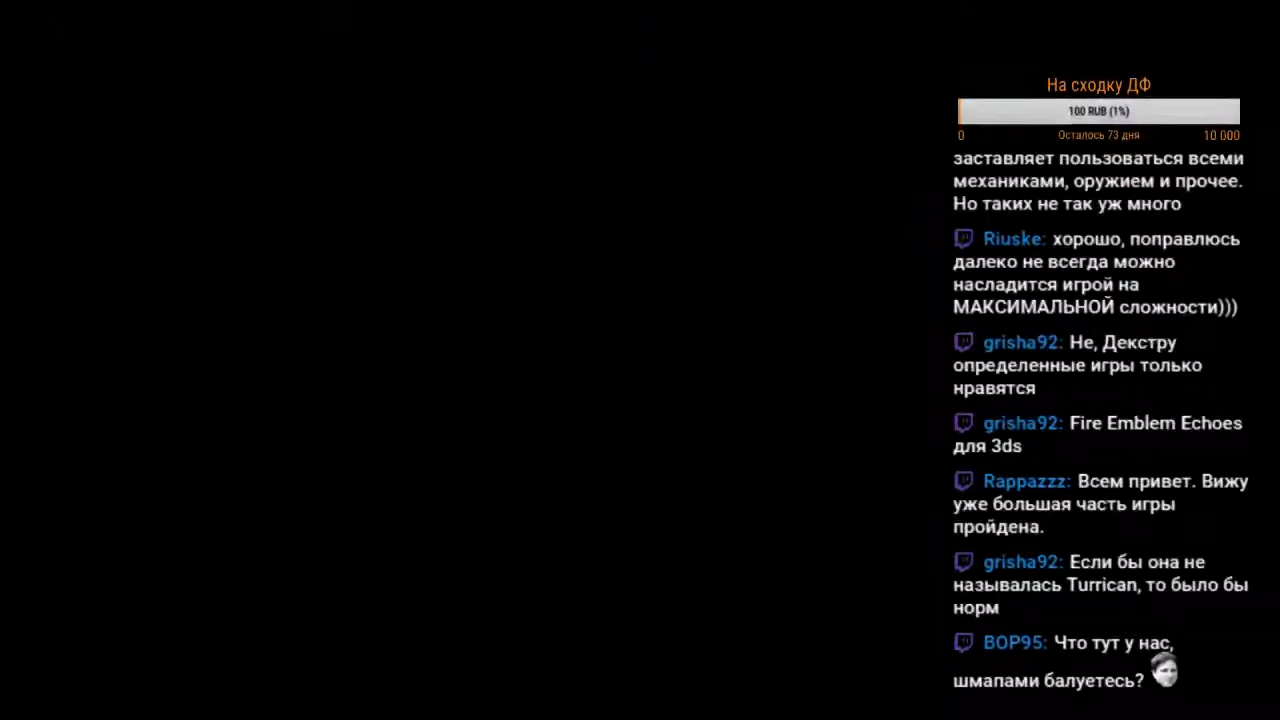 На сходку ДФ
100 RUB (1%)
0 Осталось 73 дня 10 000
заставляет пользоваться всеми
механиками, оружием и прочее.
Но таких не так уж много
Riuske: хорошо, поправлюсь
далеко не всегда можно
насладится игрой на
МАКСИМАЛЬНОЙ сложности)))
grisha92: Не, Декстру
определенные игры только
нравятся
grisha92: Fire Emblem Echoes
для 3ds
Rappazzz: Всем привет. Вижу
уже большая часть игры
пройдена.
grisha92: Если бы она не
называлась Turrican, то было бы
норм
BOP95: Что тут у нас,
шмапами балуетесь?